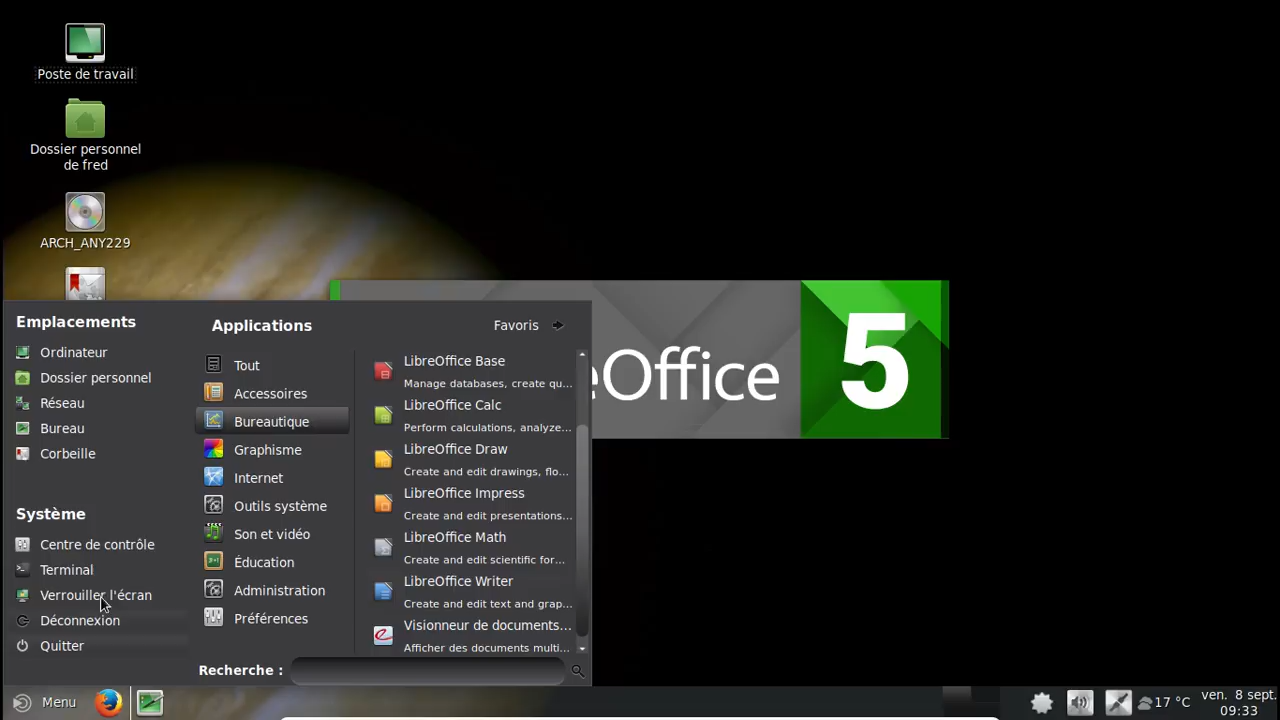 Poste de travail
Dossier personnel
de fred
ARCH_ANY229
Emplacements
Ordinateur
Dossier personnel
Réseau
Bureau
Corbeille
Système
Centre de contrôle
Terminal
Verrouiller l'écran
Déconnexion
Quitter
Applications
Favoris
Tout
Accessoires
Bureautique
Graphisme
Internet
Outils système
Son et vidéo
Éducation
Administration
Préférences
LibreOffice Base
Manage databases, create qu...
LibreOffice Calc
Perform calculations, analyze...
LibreOffice Draw
Create and edit drawings, flo...
LibreOffice Impress
Create and edit presentations...
LibreOffice Math
Create and edit scientific for...
LibreOffice Writer
Create and edit text and grap...
Visionneur de documents...
Afficher des documents multi...
Recherche :
eOffice 5
Menu
17 °C
ven. 8 sept.
09:33